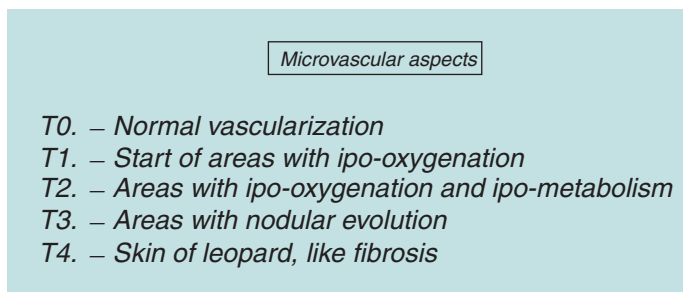 Microvascular aspects
T0. – Normal vascularization
T1. – Start of areas with ipo-oxygenation
T2. – Areas with ipo-oxygenation and ipo-metabolism
T3. – Areas with nodular evolution
T4. – Skin of leopard, like fibrosis